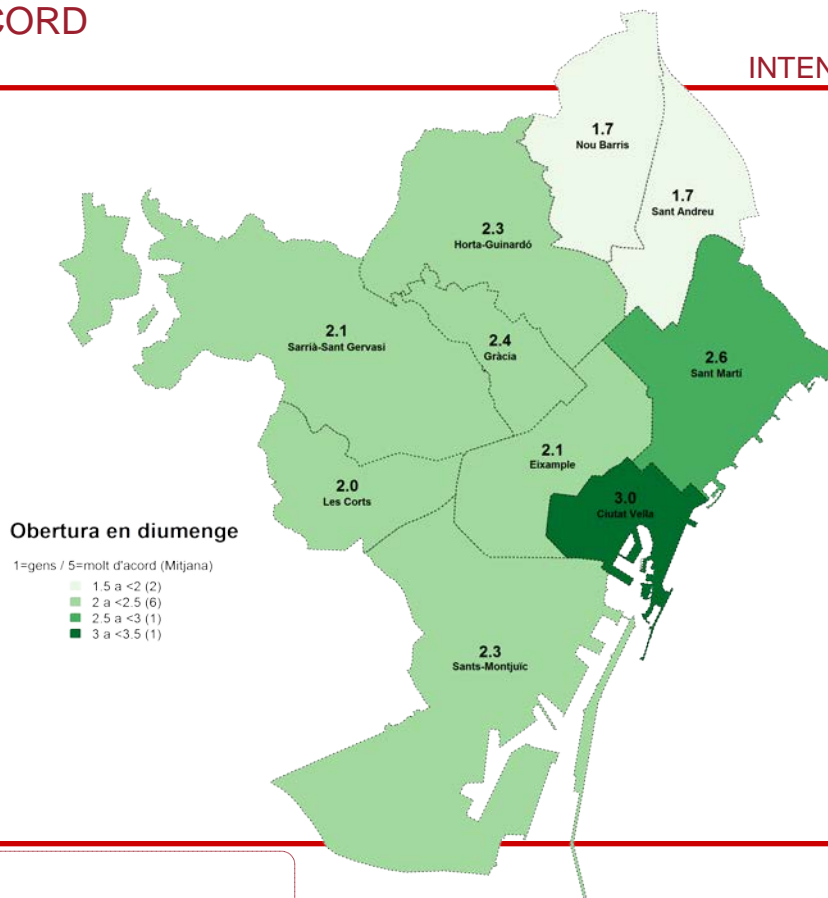 1.7
Nou Barris
1.7
Sant Andreu
2.3
Horta-Guinardó
2.1
Sarrià-Sant Gervasi
2.4
Gràcia
2.6
Sant Martí
2.1
Eixample
2.0
Les Corts
3.0
Ciutat Vella
2.3
Sants-Montjuïc
Obertura en diumenge
1=gens / 5=molt d'acord (Mitjana)
1.5 a <2 (2)
2 a <2.5 (6)
2.5 a <3 (1)
3 a <3.5 (1)